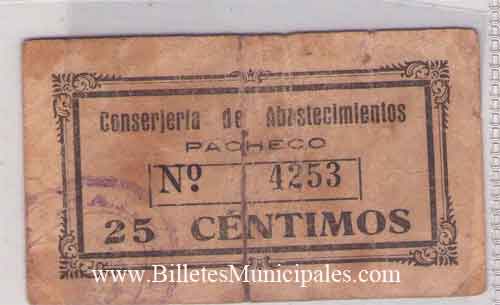 Conserjeria de Abastecimientos
PACHECO
Nº. 4253
25 CÉNTIMOS
www.BilletesMunicipales.com